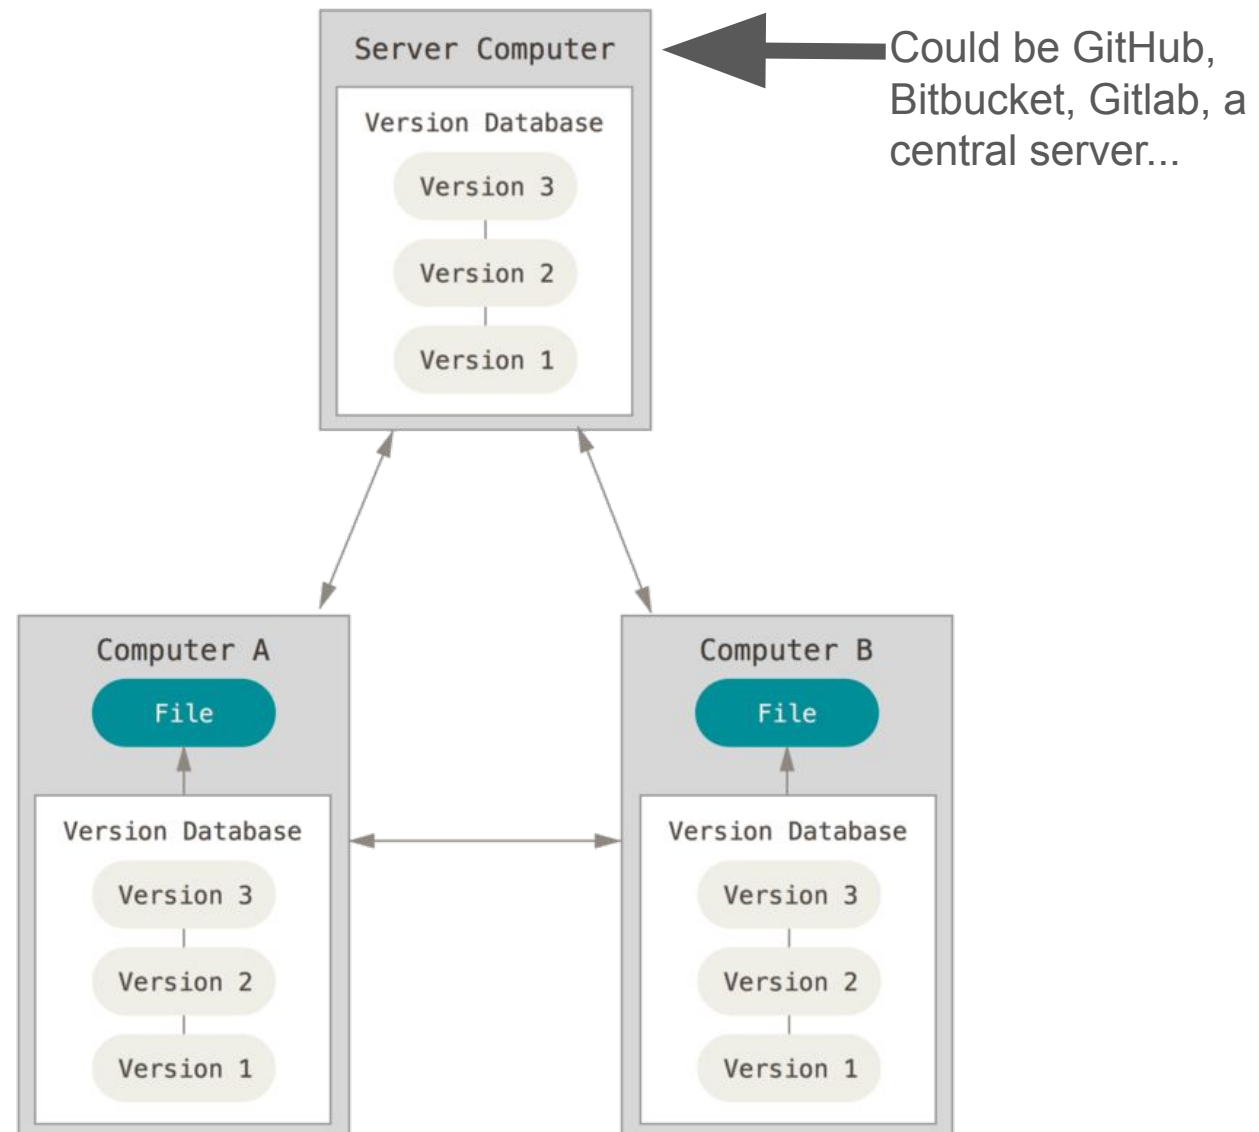 Server Computer
Could be GitHub,
Bitbucket, Gitlab, a
central server...
Version Database
Version 3
Version 2
Version 1
Computer A
File
Version Database
Version 3
Version 2
Version 1
Computer B
File
Version Database
Version 3
Version 2
Version 1